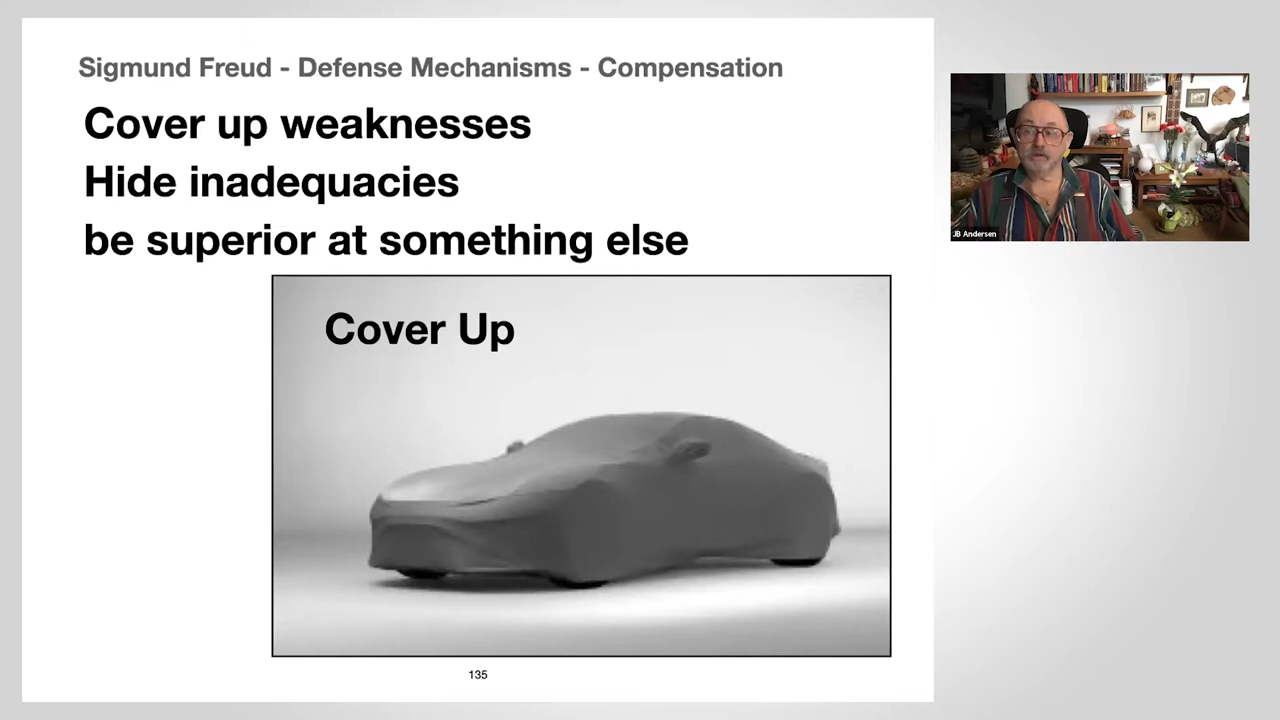 Sigmund Freud - Defense Mechanisms - Compensation
Cover up weaknesses
Hide inadequacies
be superior at something else
Cover Up
135
JB Andersen